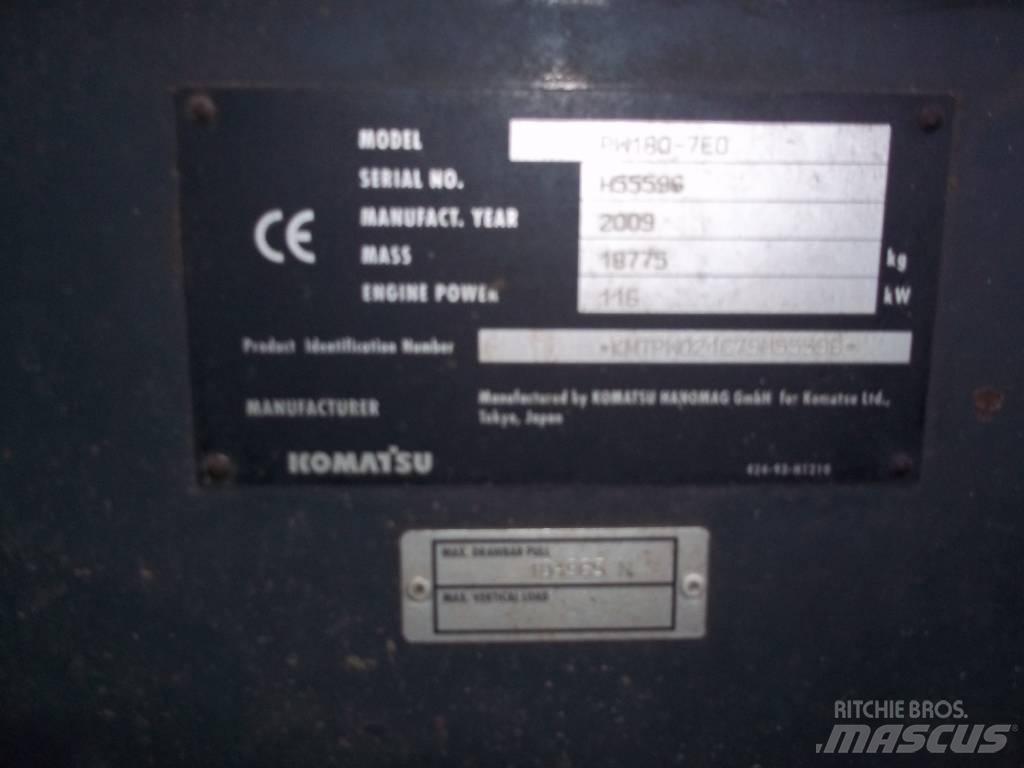 MODEL PW180-7E0
SERIAL NO. H55596
MANUFACT. YEAR 2009
MASS 18775 kg
ENGINE POWER 116 kW
CE
Product Identification Number
MANUFACTURER Manufactured by KOMATSU HANOMAG GmbH for Komatsu Ltd.,
Tokyo, Japan
KOMATSU
MAX. DRAWBAR PULL
N
MAX. VERTICAL LOAD
RITCHIE BROS.
MASCUS